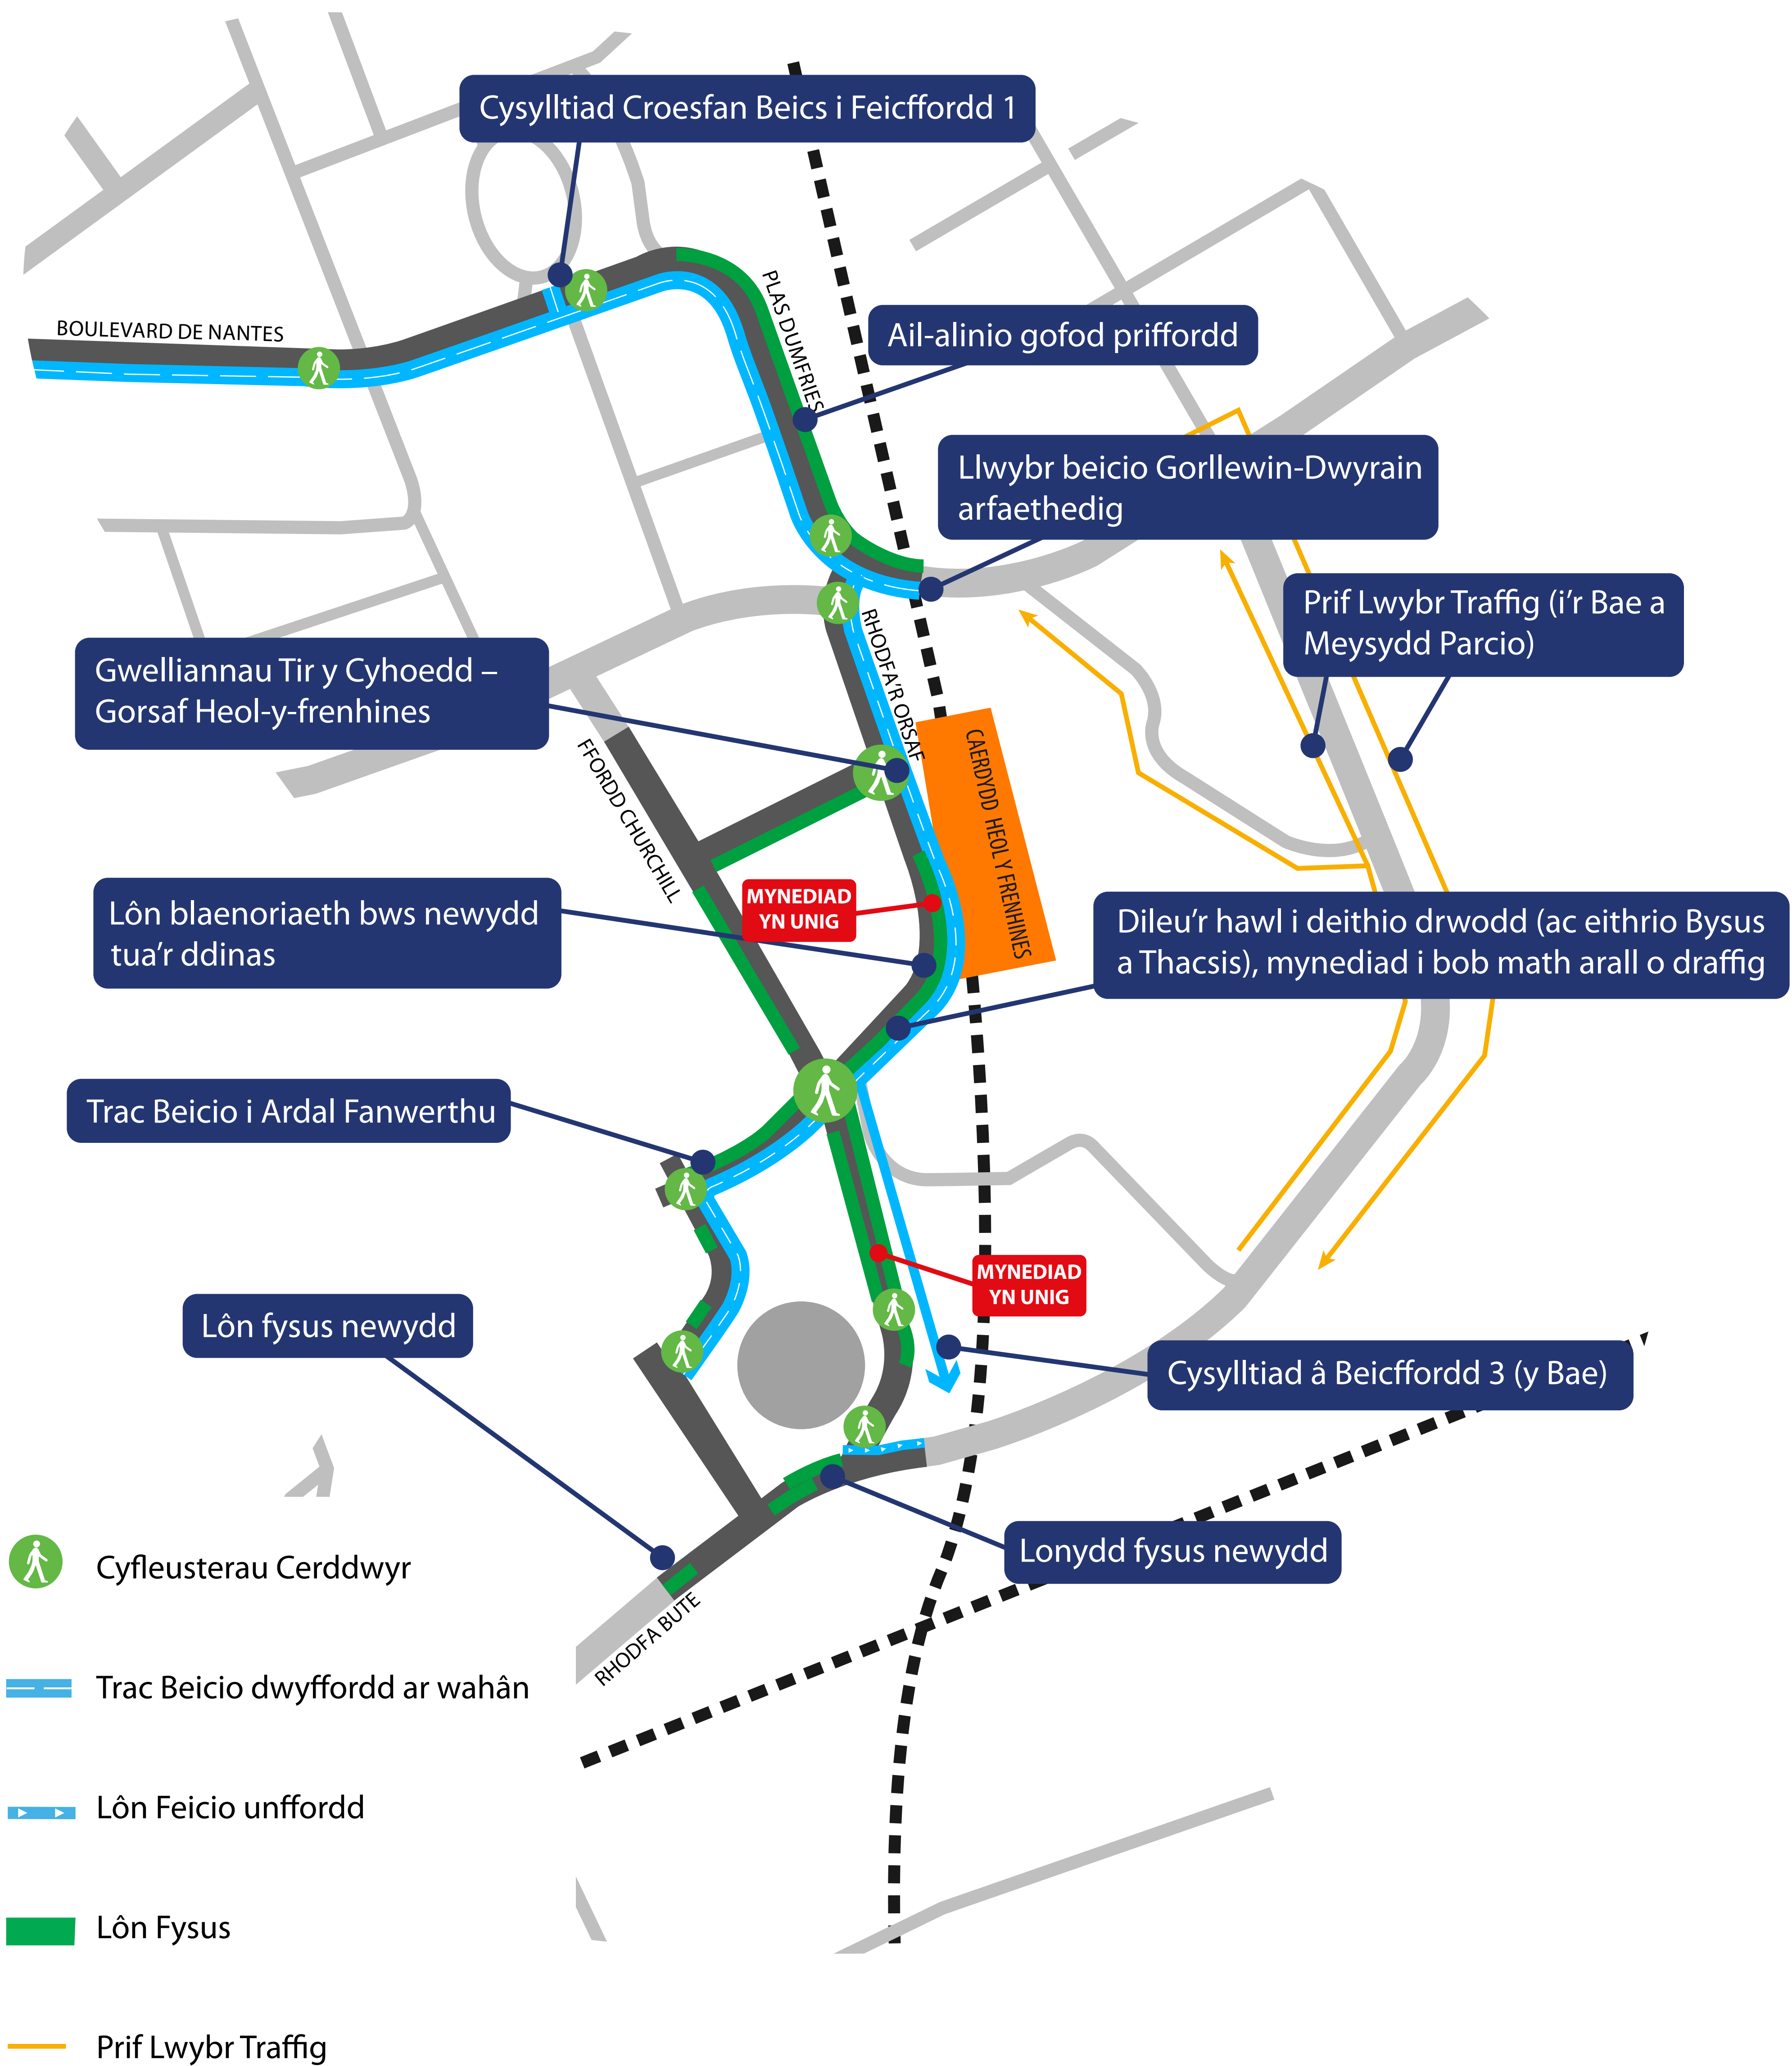 Cysylltiad Croesfan Beics i Feicffordd 1
BOULEVARD DE NANTES
PLAS DUMFRIES
Ail-alinio gofod priffordd
Llwybr beicio Gorllewin-Dwyrain
arfaethedig
Prif Lwybr Traffig (i’r Bae a
Meysydd Parcio)
RHODFA’R ORSAF
Gwelliannau Tir y Cyhoedd –
Gorsaf Heol-y-frenhines
FFORDD CHURCHILL
CAERDYDD HEOL Y FRENHINES
MYNEDIAD
YN UNIG
Lôn blaenoriaeth bws newydd
tua’r ddinas
Dileu’r hawl i deithio drwodd (ac eithrio Bysus
a Thacsis), mynediad i bob math arall o draffig
Trac Beicio i Ardal Fanwerthu
MYNEDIAD
YN UNIG
Lôn fysus newydd
Cysylltiad â Beicffordd 3 (y Bae)
Lonydd fysus newydd
RHODFA BUTE
Cyfleusterau Cerddwyr
Trac Beicio dwyffordd ar wahân
Lôn Feicio unffordd
Lôn Fysus
Prif Lwybr Traffig